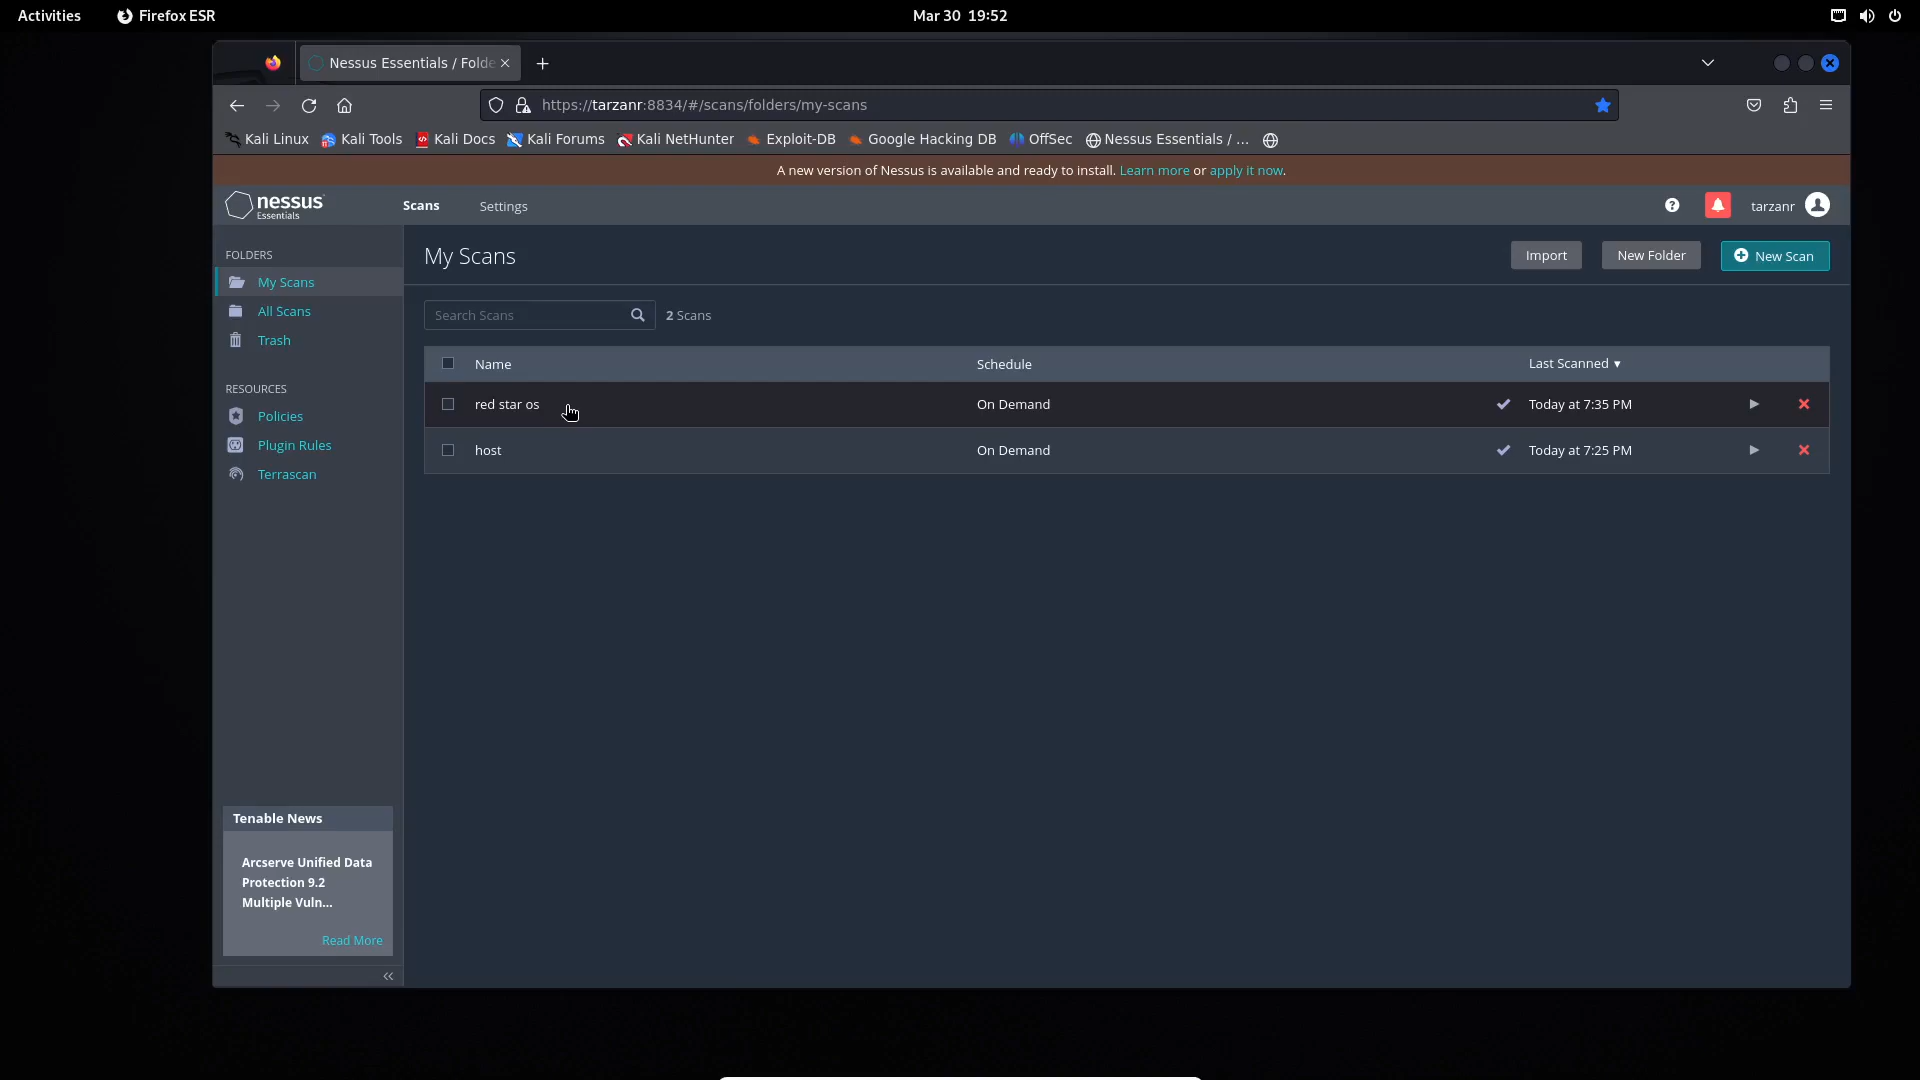 Activities
Firefox ESR
Mar 30 19:52
Nessus Essentials / Folde
https://tarzanr:8834/#/scans/folders/my-scans
Kali Linux
Kali Tools
Kali Docs
Kali Forums
Kali NetHunter
Exploit-DB
Google Hacking DB
OffSec
Nessus Essentials / ...
A new version of Nessus is available and ready to install. Learn more or apply it now.
nessus
Essentials
Scans
Settings
tarzanr
FOLDERS
My Scans
All Scans
Trash
RESOURCES
Policies
Plugin Rules
Terrascan
Tenable News
Arcserve Unified Data
Protection 9.2
Multiple Vuln...
Read More
My Scans
Import
New Folder
New Scan
Search Scans
2 Scans
Name Schedule Last Scanned ▼
red star os On Demand Today at 7:35 PM
host On Demand Today at 7:25 PM